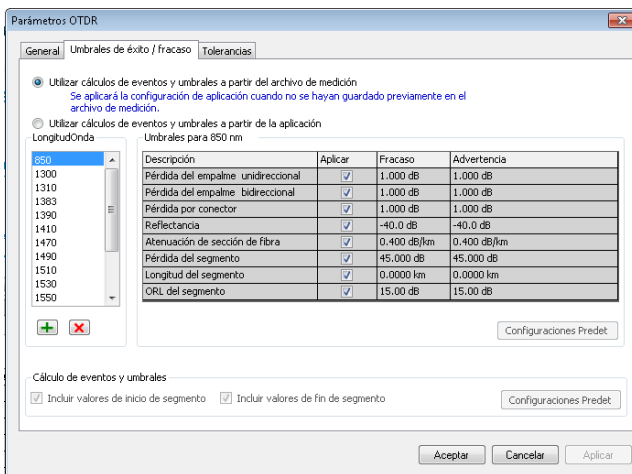 Parámetros OTDR
General Umbrales de éxito / fracaso Tolerancias
Utilizar cálculos de eventos y umbrales a partir del archivo de medición
Se aplicará la configuración de aplicación cuando no se hayan guardado previamente en el
archivo de medición.
Utilizar cálculos de eventos y umbrales a partir de la aplicación
LongitudOnda
850
1300
1310
1383
1390
1410
1470
1490
1510
1530
1550
Umbrales para 850 nm
Descripción Aplicar Fracaso Advertencia
Pérdida del empalme unidireccional 1.000 dB 1.000 dB
Pérdida del empalme bidireccional 1.000 dB 1.000 dB
Pérdida por conector 1.000 dB 1.000 dB
Reflectancia -40.0 dB -40.0 dB
Atenuación de sección de fibra 0.400 dB/km 0.400 dB/km
Pérdida del segmento 45.000 dB 45.000 dB
Longitud del segmento 0.0000 km 0.0000 km
ORL del segmento 15.00 dB 15.00 dB
Configuraciones Predet
Cálculo de eventos y umbrales
Incluir valores de inicio de segmento Incluir valores de fin de segmento Configuraciones Predet
Aceptar Cancelar Aplicar